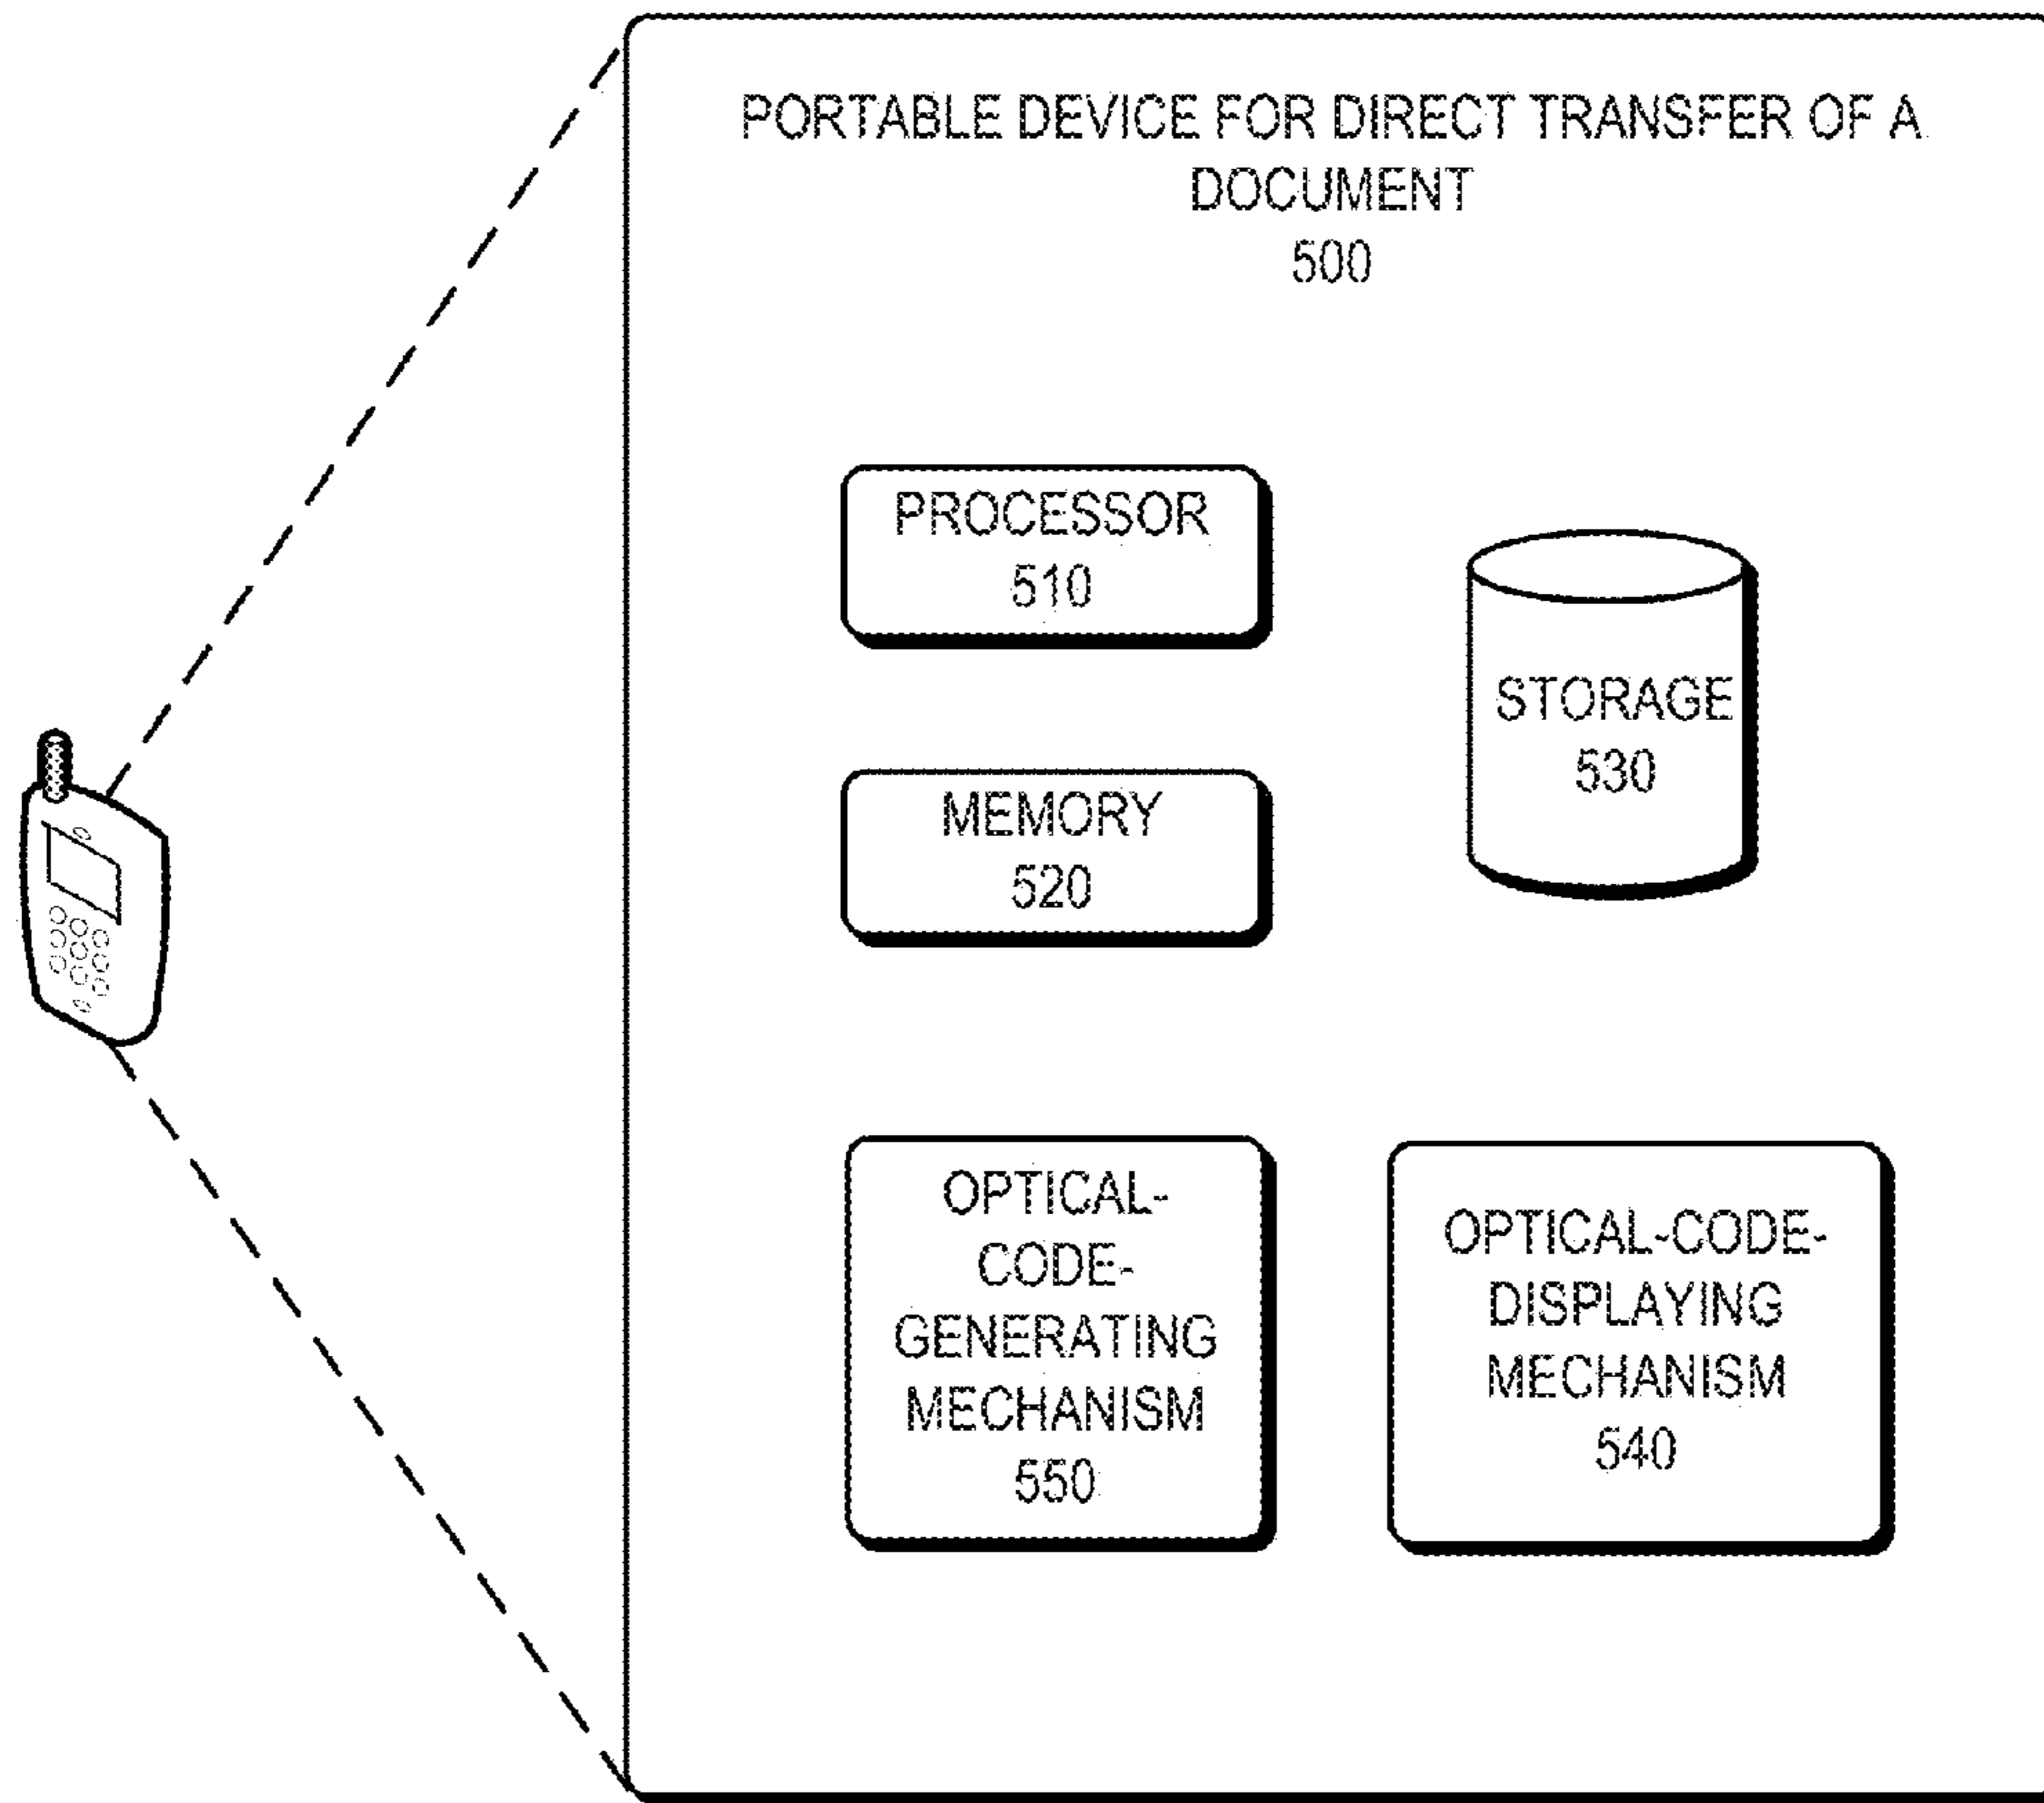 PORTABLE DEVICE FOR DIRECT TRANSFER OF A
DOCUMENT
500
PROCESSOR
510
STORAGE
530
MEMORY
520
OPTICAL-
CODE-
GENERATING
MECHANISM
550
OPTICAL-CODE-
DISPLAYING
MECHANISM
540